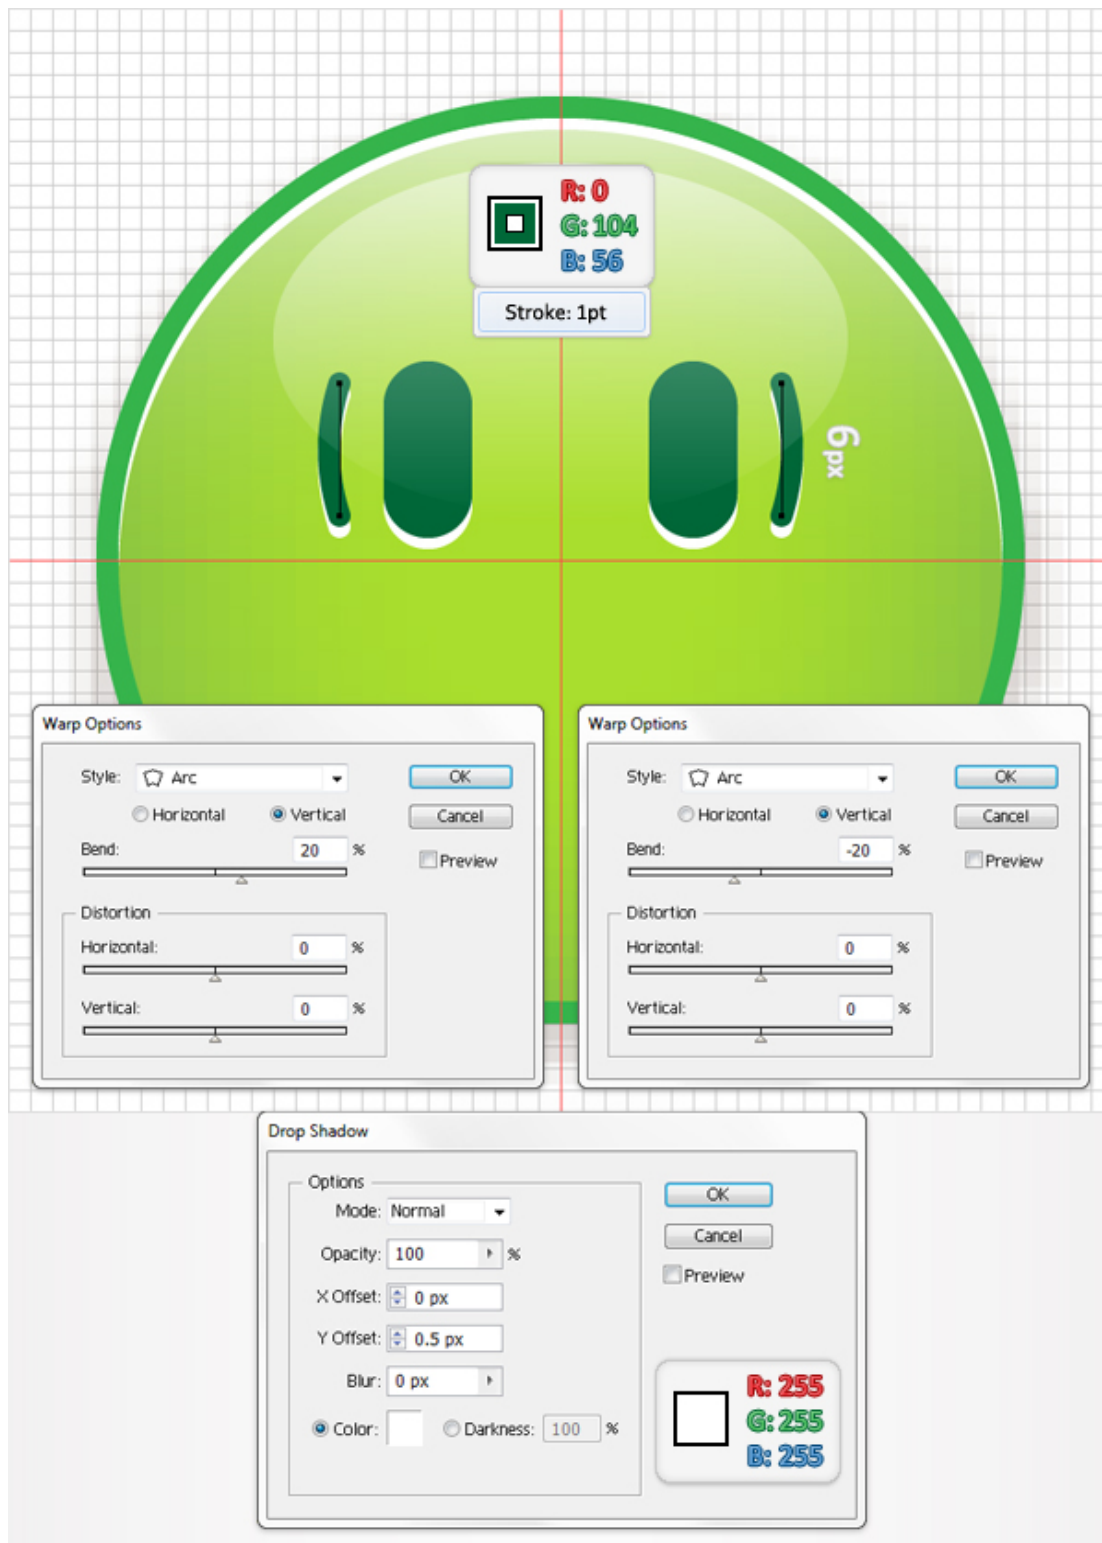 R: 0
G: 104
B: 56
Stroke: 1pt
6px
Warp Options
Style: Arc
OK
Horizontal Vertical
Cancel
Bend: 20 %
Preview
Distortion
Horizontal: 0 %
Vertical: 0 %
Warp Options
Style: Arc
OK
Horizontal Vertical
Cancel
Bend: -20 %
Preview
Distortion
Horizontal: 0 %
Vertical: 0 %
Drop Shadow
Options
Mode: Normal
OK
Opacity: 100 %
Cancel
Preview
X Offset: 0 px
Y Offset: 0.5 px
Blur: 0 px
Color: Darkness: 100 %
R: 255
G: 255
B: 255